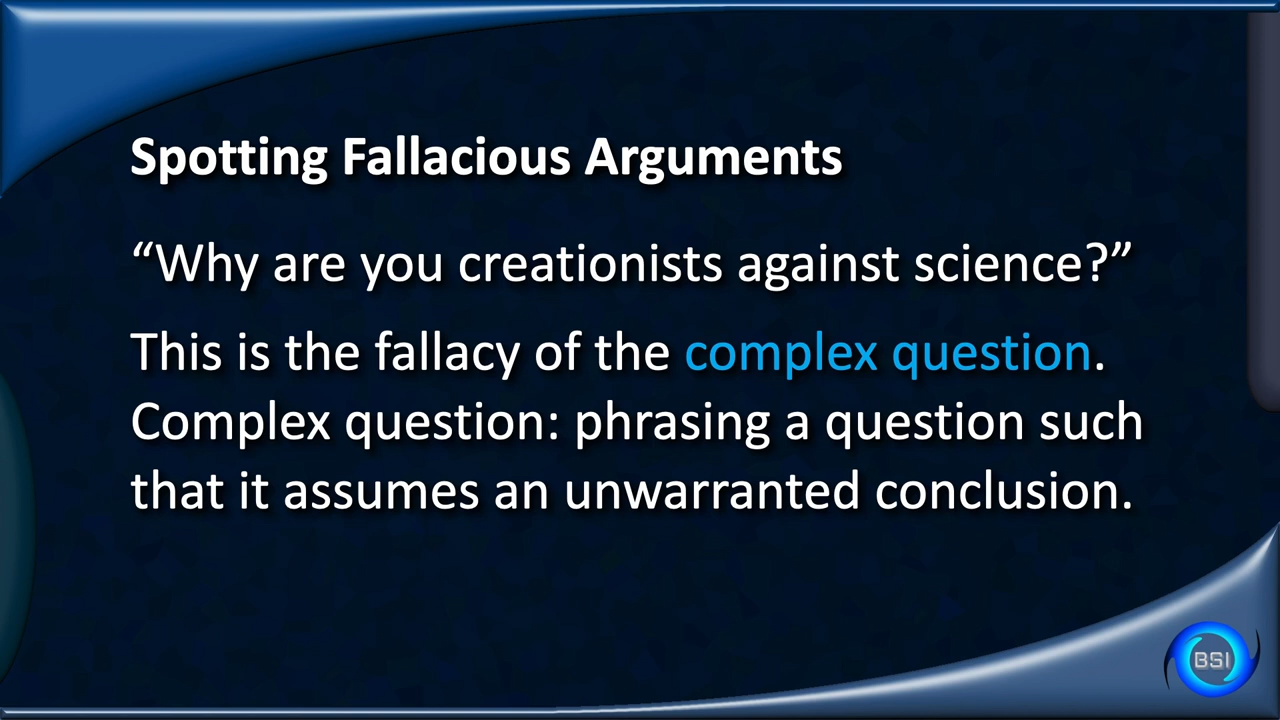 Spotting Fallacious Arguments
“Why are you creationists against science?”
This is the fallacy of the complex question.
Complex question: phrasing a question such
that it assumes an unwarranted conclusion.
BSI